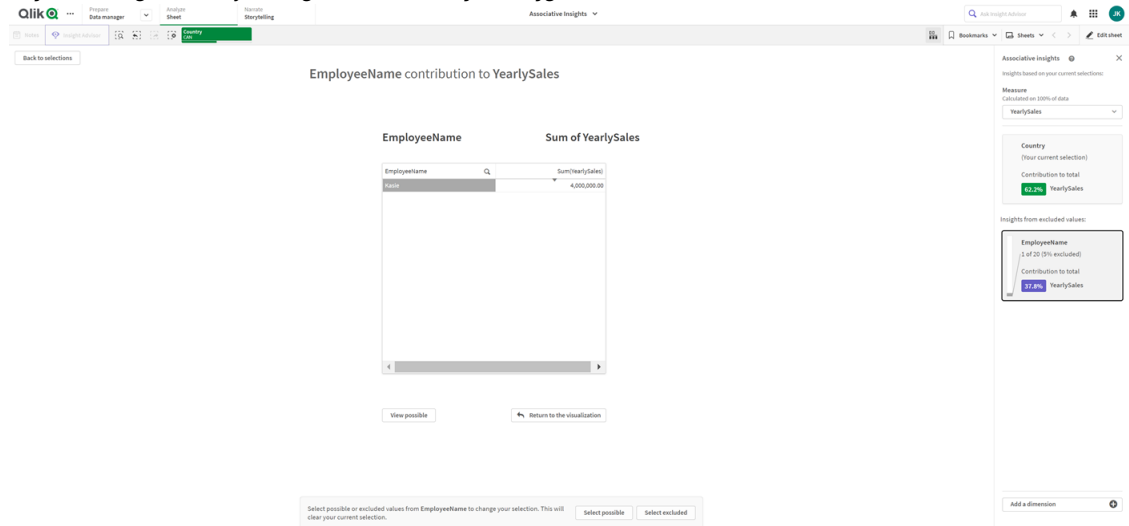 Qlik
Prepare
Data manager
Analyze
Sheet
Narrate
Storytelling
Associative Insights
Ask Insight Advisor
JK
Notes
Insight Advisor
Country
CAN
Bookmarks
Sheets
Edit sheet
Back to selections
EmployeeName contribution to YearlySales
EmployeeName
Sum of YearlySales
EmployeeName
Sum(YearlySales)
Kasie
4,000,000.00
View possible
Return to the visualization
Select possible or excluded values from EmployeeName to change your selection. This will
clear your current selection.
Select possible
Select excluded
Associative insights
Insights based on your current selections:
Measure
Calculated on 100% of data
YearlySales
Country
(Your current selection)
Contribution to total
62.2% YearlySales
Insights from excluded values:
EmployeeName
1 of 20 (5% excluded)
Contribution to total
37.8% YearlySales
Add a dimension